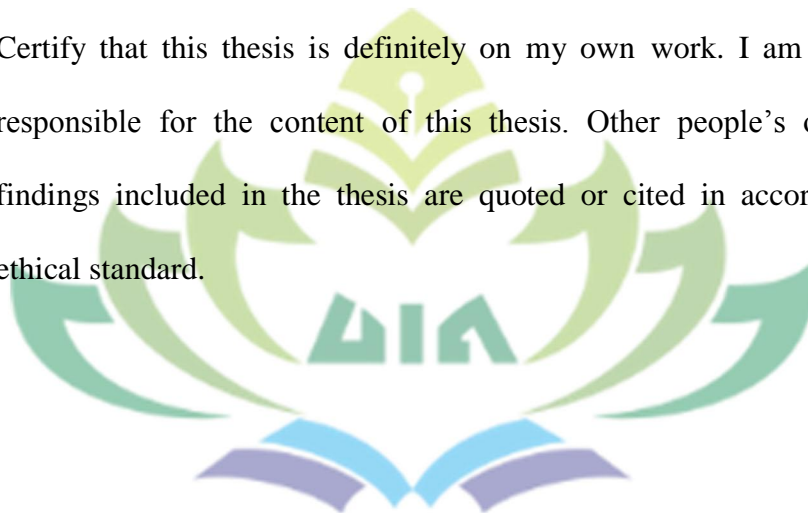 Certify that this thesis is definitely on my own work. I am
responsible for the content of this thesis. Other people's
findings included in the thesis are quoted or cited in
ethical standard.
UIN